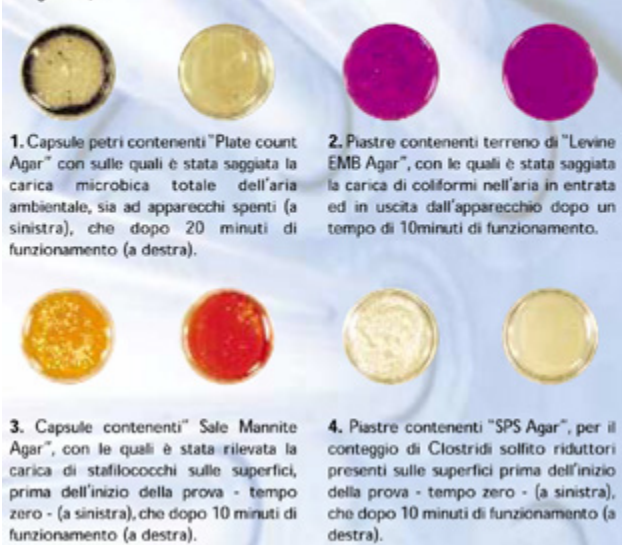 1. Capsule petri contenenti "Plate count
Agar" con sulle quali è stata saggiata la
carica microbica totale dell'aria
ambientale, sia ad apparecchi spenti (a
sinistra), che dopo 20 minuti di
funzionamento (a destra).
2. Piastre contenenti terreno di "Levine
EMB Agar", con le quali è stata saggiata
la carica di coliformi nell'aria in entrata
ed in uscita dall'apparecchio dopo un
tempo di 10minuti di funzionamento.
3. Capsule contenenti" Sale Mannite
Agar", con le quali è stata rilevata la
carica di stafilococchi sulle superfici,
prima dell'inizio della prova - tempo
zero - (a sinistra), che dopo 10 minuti di
funzionamento (a destra).
4. Piastre contenenti "SPS Agar", per il
conteggio di Clostridi solfito riduttori
presenti sulle superfici prima dell'inizio
della prova - tempo zero - (a sinistra),
che dopo 10 minuti di funzionamento (a
destra).